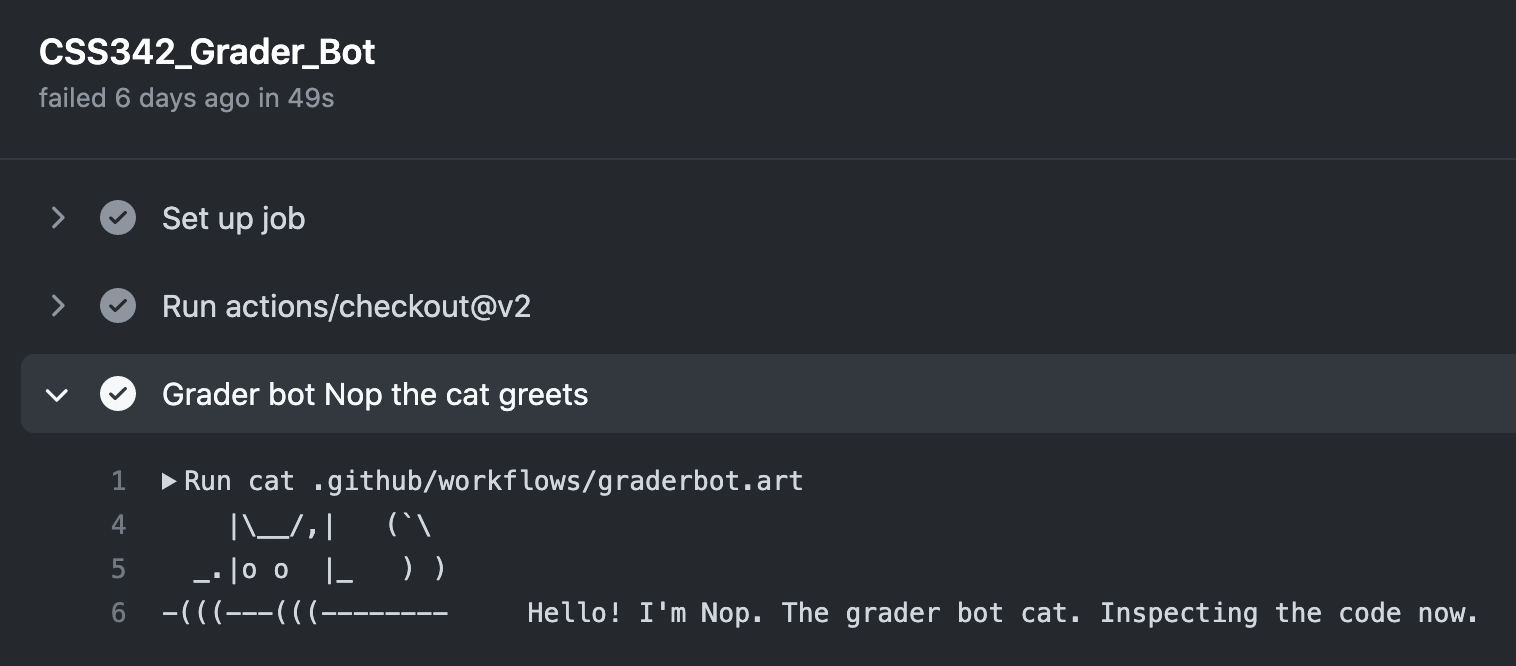 CSS342_Grader_Bot
failed 6 days ago in 49s
Set up job
Run actions/checkout@v2
Grader bot Nop the cat greets
1 ▶Run cat .github/workflows/graderbot.art
4     |\__/,|   (`\
5   _.|o o  |_   ) )
6 -(((---(((--------     Hello! I'm Nop. The grader bot cat. Inspecting the code now.